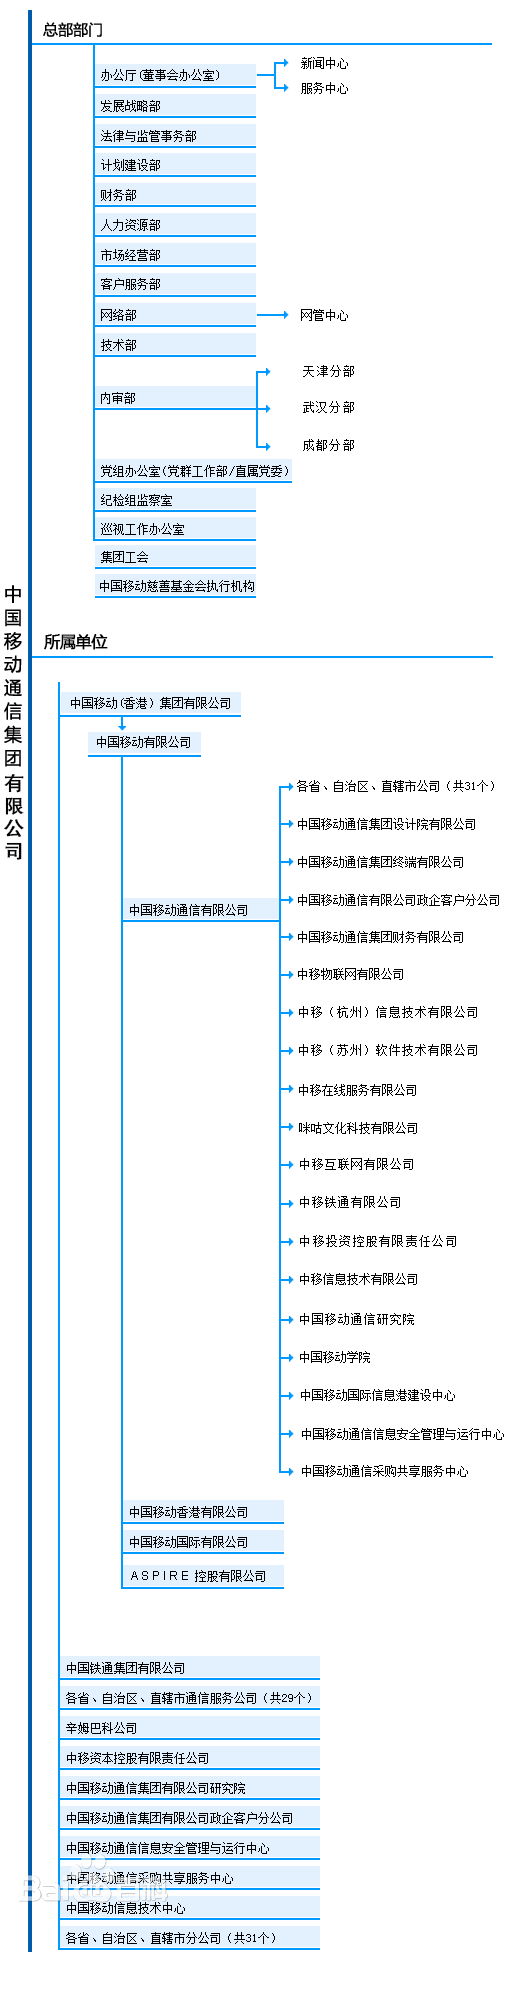 总部部门
办公厅(董事会办公室)
新闻中心
服务中心
发展战略部
法律与监管事务部
计划建设部
财务部
人力资源部
市场经营部
客户服务部
网络部
网管中心
技术部
内审部
天津分部
武汉分部
成都分部
党组办公室(党群工作部/直属党委)
纪检组监察室
巡视工作办公室
集团工会
中国移动慈善基金会执行机构
中国移动通信集团有限公司
所属单位
中国移动(香港）集团有限公司
中国移动有限公司
中国移动通信有限公司
各省、自治区、直辖市公司（共31个）
中国移动通信集团设计院有限公司
中国移动通信集团终端有限公司
中国移动通信有限公司政企客户分公司
中国移动通信集团财务有限公司
中移物联网有限公司
中移（杭州）信息技术有限公司
中移（苏州）软件技术有限公司
中移在线服务有限公司
咪咕文化科技有限公司
中移互联网有限公司
中移铁通有限公司
中移投资控股有限责任公司
中移信息技术有限公司
中国移动通信研究院
中国移动学院
中国移动国际信息港建设中心
中国移动通信信息安全管理与运行中心
中国移动通信采购共享服务中心
中国移动香港有限公司
中国移动国际有限公司
ASPIRE 控股有限公司
中国铁通集团有限公司
各省、自治区、直辖市通信服务公司（共29个）
辛姆巴科公司
中移资本控股有限责任公司
中国移动通信集团有限公司研究院
中国移动通信集团有限公司政企客户分公司
中国移动通信信息安全管理与运行中心
中国移动通信采购共享服务中心
Baidu百科
中国移动信息技术中心
各省、自治区、直辖市分公司（共31个）